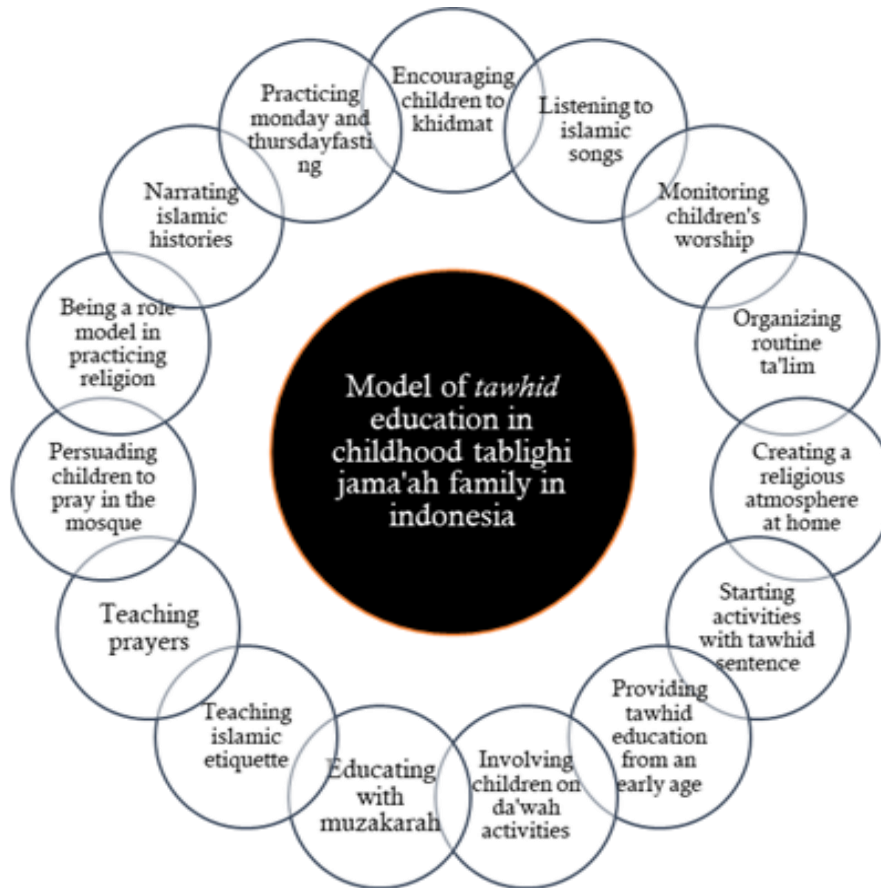 Encouraging
children to
khidmat
Listening to
islamic
songs
Monitoring
children's
worship
Organizing
routine
ta'lim
Creating a
religious
atmosphere
at home
Starting
activities
with tawhid
sentence
Providing
tawhid
education
from an
early age
Involving
children on
da'wah
activities
Educating
with
muzakarah
Teaching
islamic
etiquette
Teaching
prayers
Persuading
children to
pray in the
mosque
Being a role
model in
practicing
religion
Narrating
islamic
histories
Practicing
monday and
thursdayfasti
ng
Model of tawhid
education in
childhood tablighi
jama'ah family in
indonesia